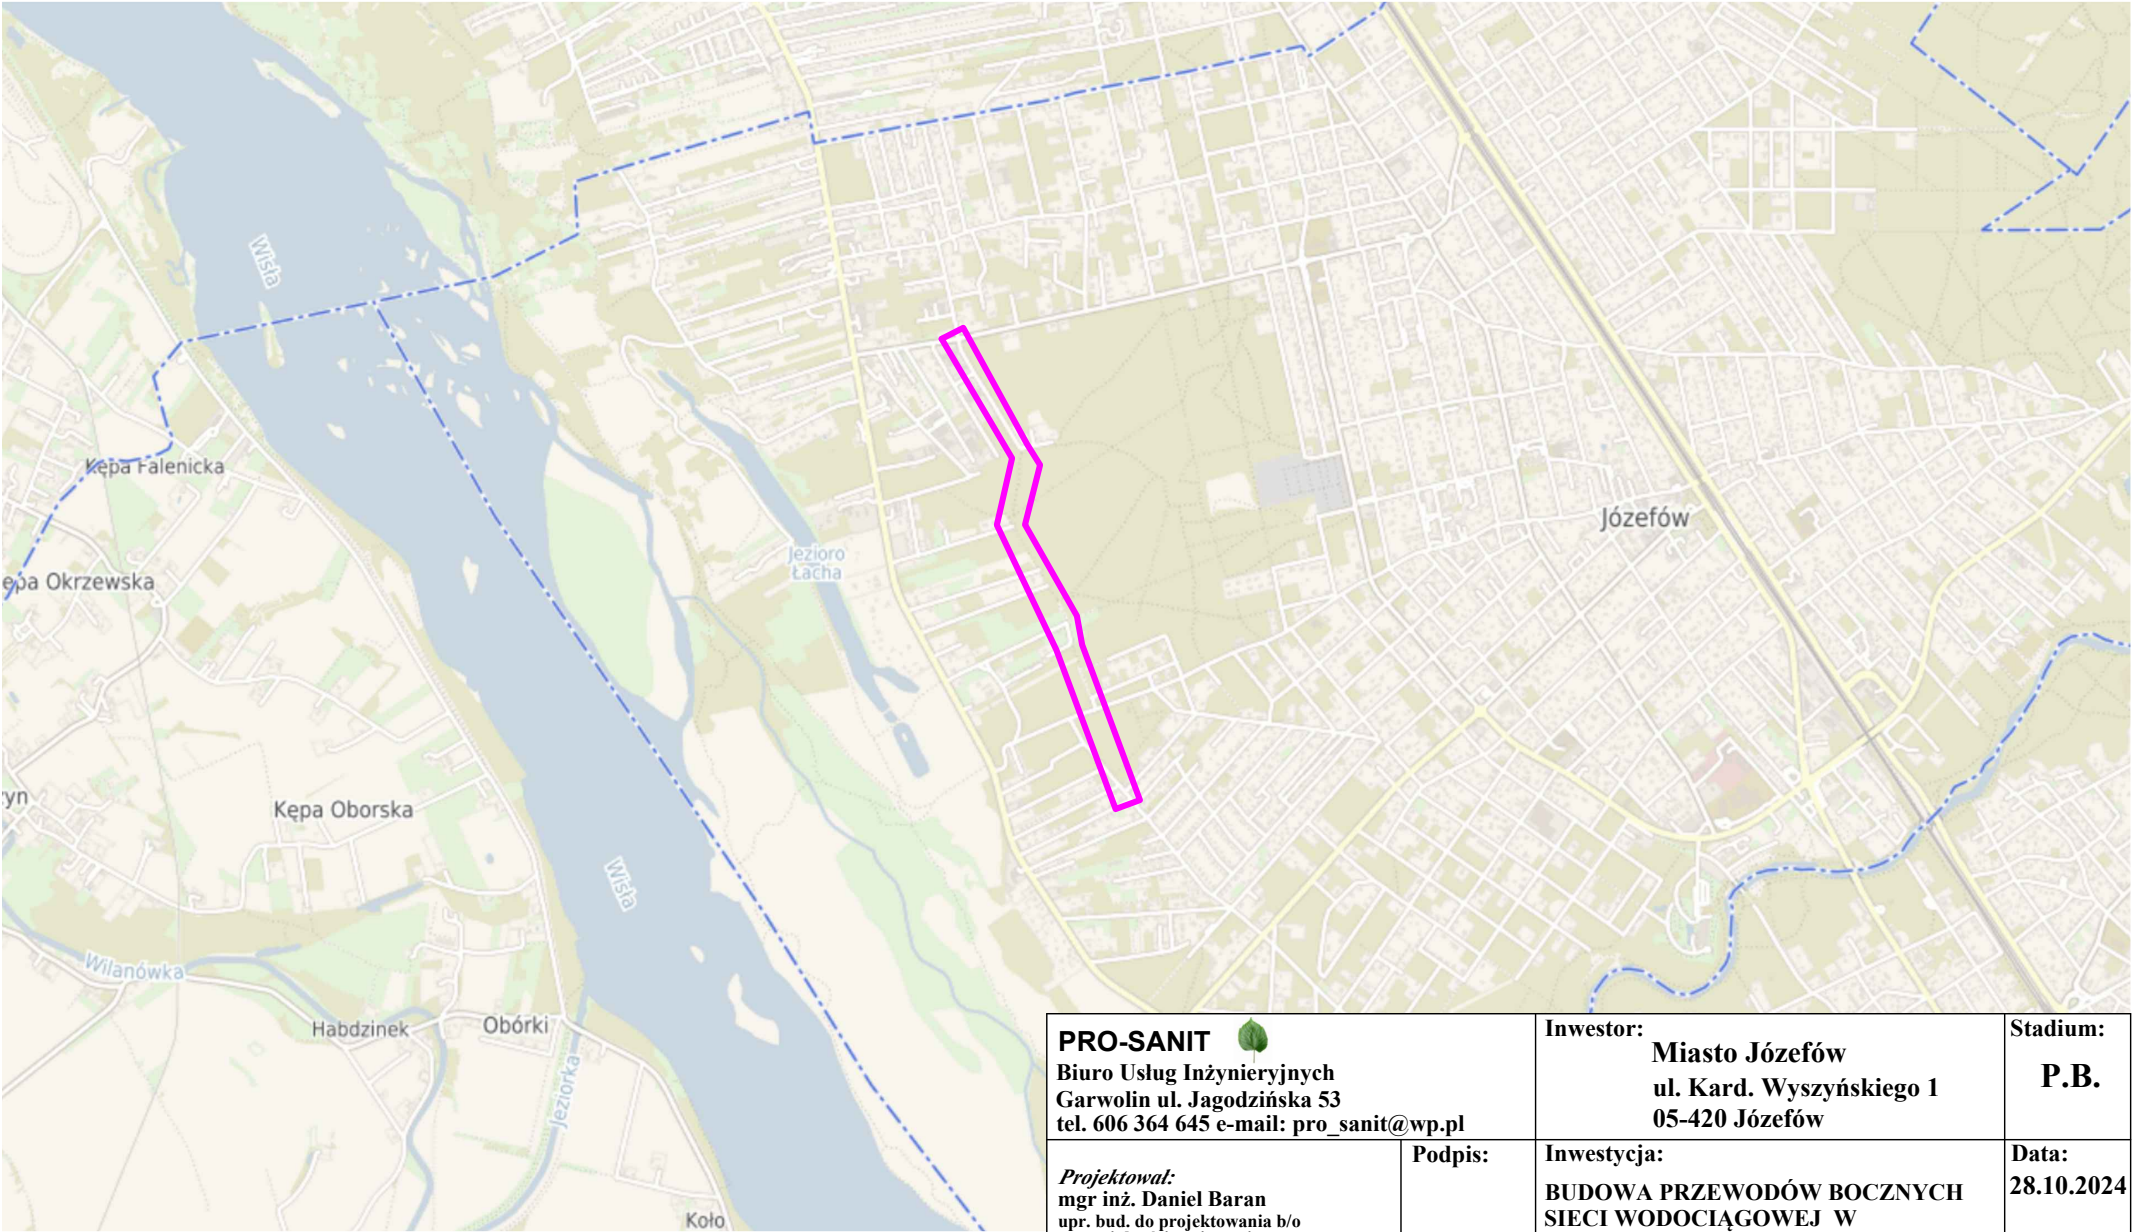 Wisła
Kępa Falenicka
Józefów
Jezioro
Łacha
epa Okrzewska
yn
Kępa Oborska
Wisła
Wilanówka
Habdzinek
Obórki
Jeziorka
Koło
PRO-SANIT
Biuro Usług Inżynieryjnych
Garwolin ul. Jagodzińska 53
tel. 606 364 645 e-mail: pro_sanit@wp.pl
Inwestor:
Miasto Józefów
ul. Kard. Wyszyńskiego 1
05-420 Józefów
Stadium:
P.B.
Projektował:
mgr inż. Daniel Baran
upr. bud. do projektowania b/o
Podpis:
Inwestycja:
BUDOWA PRZEWODÓW BOCZNYCH
SIECI WODOCIĄGOWEJ W
Data:
28.10.2024